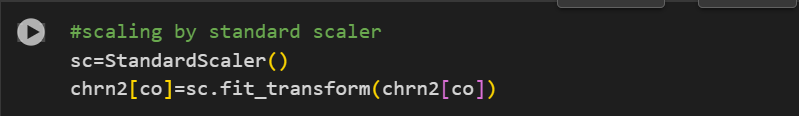 #scaling by standard scaler
sc=StandardScaler()
chrn2[co]=sc.fit_transform(chrn2[co])